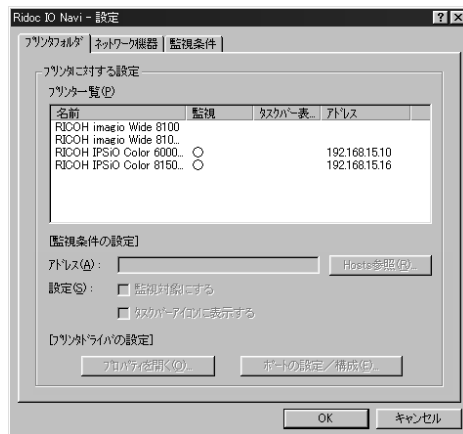 Ridoc IO Navi - 設定
プリンタフォルダ ネットワーク機器 監視条件
プリンタに対する設定
プリンター覧(P)
名前 監視 タスクバー表... アドレス
RICOH imagio Wide 8100
RICOH imagio Wide 810...
RICOH IPSiO Color 6000... ○ 192.168.15.10
RICOH IPSiO Color 8150... ○ 192.168.15.16
[監視条件の設定]
アドレス(A): Hosts参照(R)...
設定(S): 監視対象にする
タスクバーアイコンに表示する
[プリンタドライバの設定]
プロパティを開く(O)... ポートの設定/構成(E)...
OK キャンセル